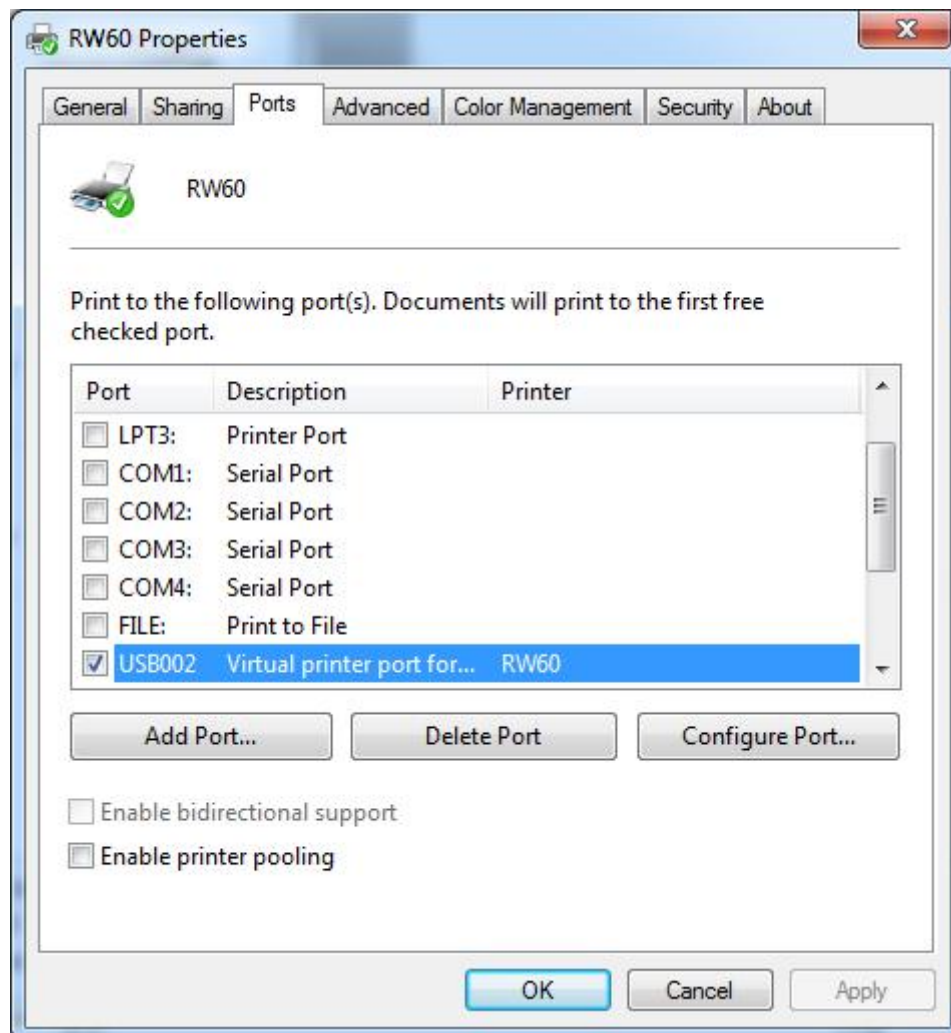 RW60 Properties
General Sharing Ports Advanced Color Management Security About
RW60
Print to the following port(s). Documents will print to the first free
checked port.
Port Description Printer
LPT3: Printer Port
COM1: Serial Port
COM2: Serial Port
COM3: Serial Port
COM4: Serial Port
FILE: Print to File
USB002 Virtual printer port for... RW60
Add Port... Delete Port Configure Port...
Enable bidirectional support
Enable printer pooling
OK Cancel Apply